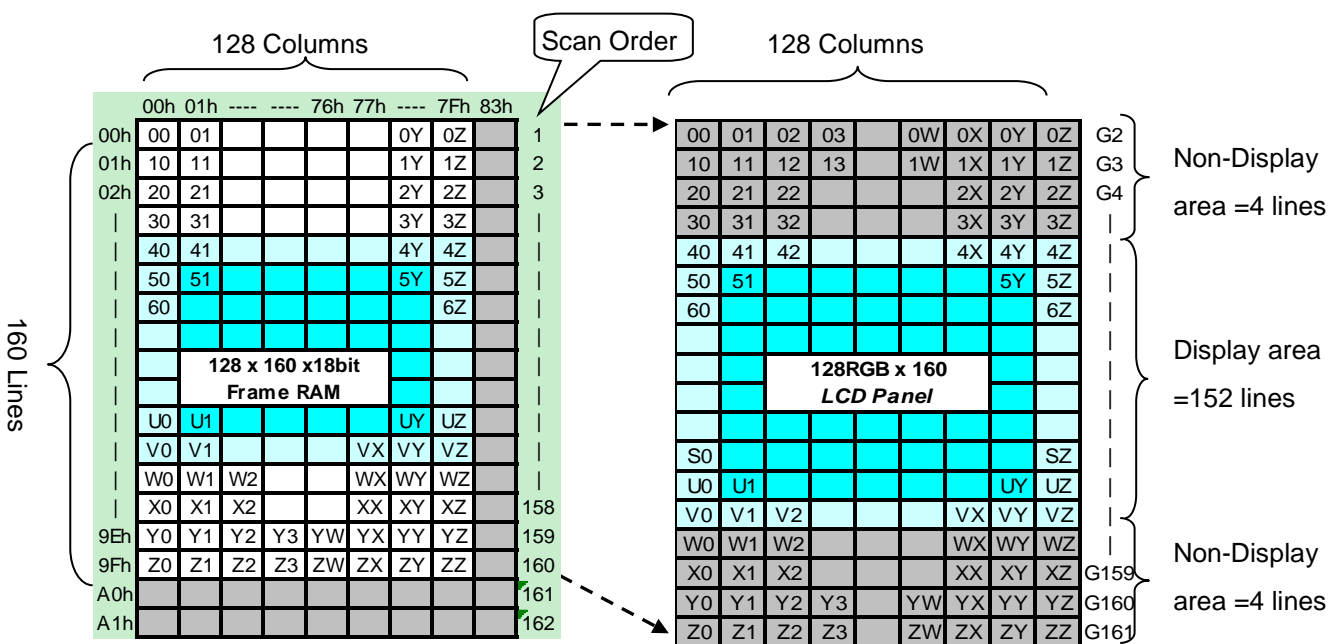 128 Columns
Scan Order
128 Columns
00h 01h ---- ---- 76h 77h ---- 7Fh 83h
00h 00 01 0Y 0Z 1
01h 10 11 1Y 1Z 2
02h 20 21 2Y 2Z 3
| 30 31 3Y 3Z |
| 40 41 4Y 4Z |
| 50 51 5Y 5Z |
| 60 6Z |
160 Lines
128 x 160 x18bit
Frame RAM
| U0 U1 UY UZ |
| V0 V1 VX VY VZ |
| W0 W1 W2 WX WY WZ |
| X0 X1 X2 XX XY XZ 158
9Eh Y0 Y1 Y2 Y3 YW YX YY YZ 159
9Fh Z0 Z1 Z2 Z3 ZW ZX ZY ZZ 160
A0h 161
A1h 162
00 01 02 03 0W 0X 0Y 0Z G2
10 11 12 13 1W 1X 1Y 1Z G3
20 21 22 2X 2Y 2Z G4
30 31 32 3X 3Y 3Z |
40 41 42 4X 4Y 4Z |
50 51 5Y 5Z |
60 6Z |
128RGB x 160
LCD Panel
S0 SZ |
U0 U1 UY UZ |
V0 V1 V2 VX VY VZ |
W0 W1 W2 WX WY WZ |
X0 X1 X2 XX XY XZ G159
Y0 Y1 Y2 Y3 YW YX YY YZ G160
Z0 Z1 Z2 Z3 ZW ZX ZY ZZ G161
Non-Display
area =4 lines
Display area
=152 lines
Non-Display
area =4 lines